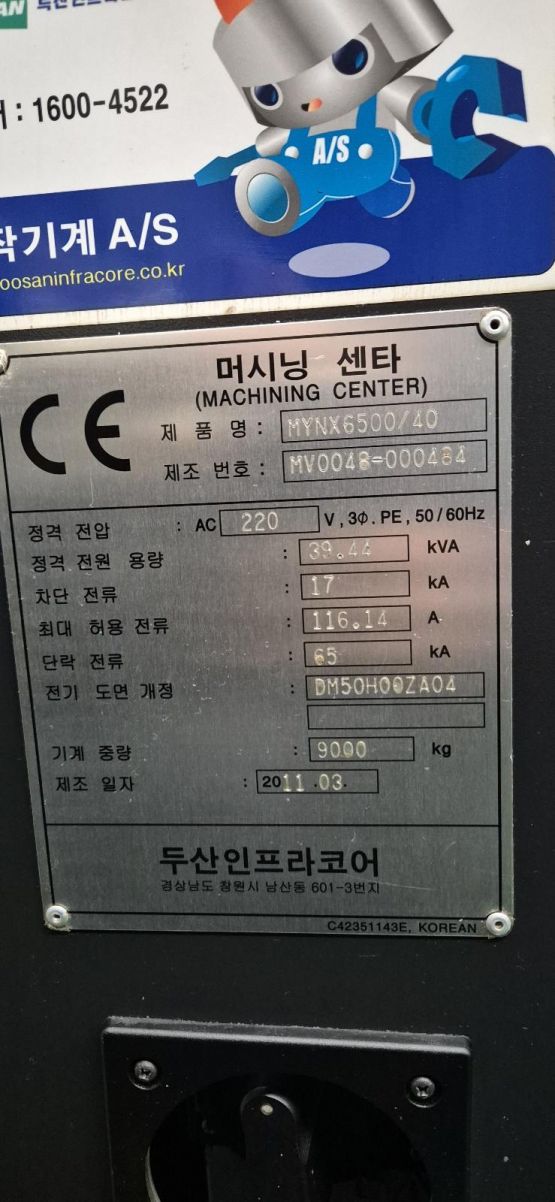 : 1600-4522
A/S
작기계 A/S
oosaninfracore.co.kr
머시닝 센타
(MACHINING CENTER)
CE
제 품 명 : MYNX6500/40
제조 번호 : MV0048-000484
정격 전압 : AC 220 V, 3Φ. PE, 50/60Hz
정격 전원 용량 : 39.44 kVA
차단 전류 : 17 kA
최대 허용 전류 : 116.14 A
단락 전류 : 65 kA
전기 도면 개정 : DM50H00ZA04
기계 중량 : 9000 kg
제조 일자 : 2011.03.
두산인프라코어
경상남도 창원시 남산동 601-3번지
C42351143E, KOREAN